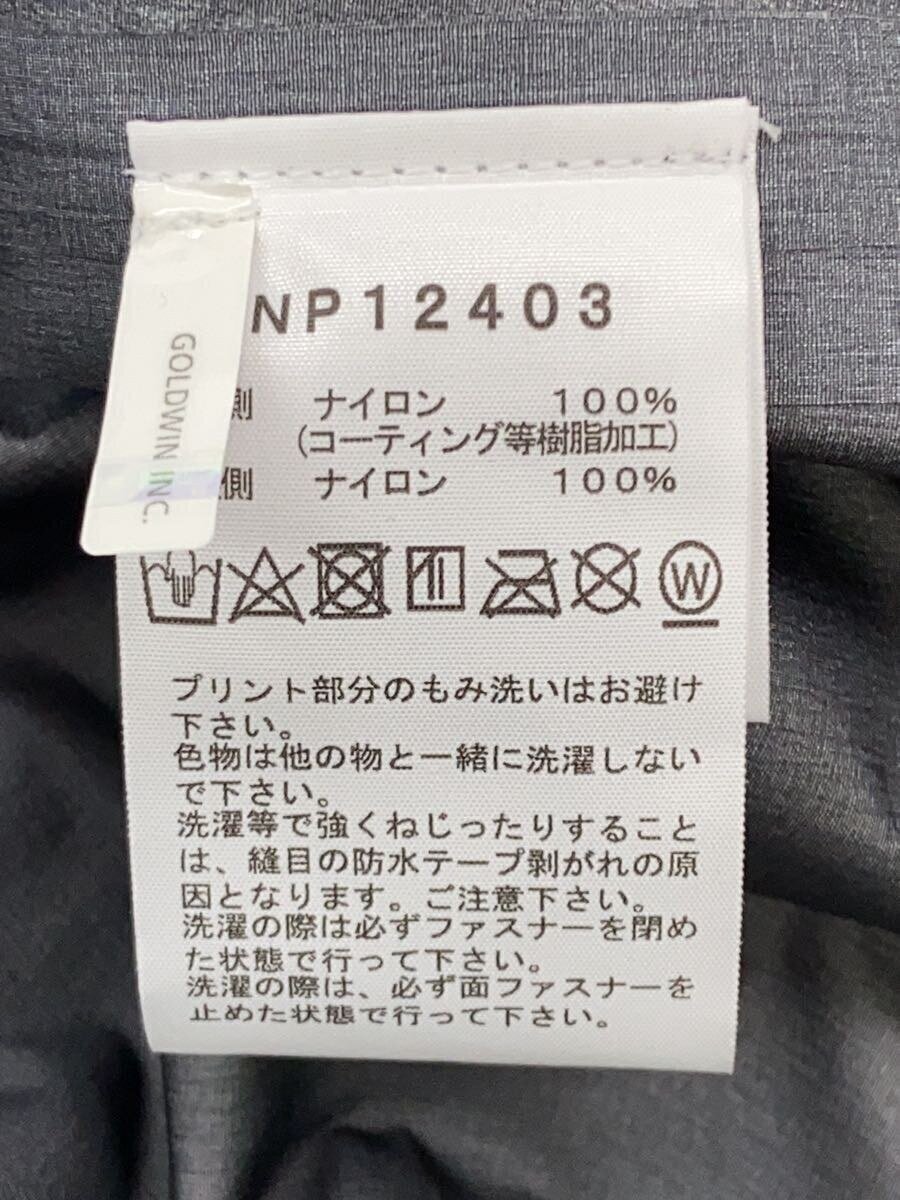 NP12403
GOLDWIN INC.
側 ナイロン 100%
(コーティング等樹脂加工)
側 ナイロン 100%
W
プリント部分のもみ洗いはお避け
下さい。
色物は他の物と一緒に洗濯しない
で下さい。
洗濯等で強くねじったりすること
は、縫目の防水テープ剥がれの原
因となります。ご注意下さい。
洗濯の際は必ずファスナーを閉め
た状態で行って下さい。
洗濯の際は、必ず面ファスナーを
止めた状態で行って下さい。